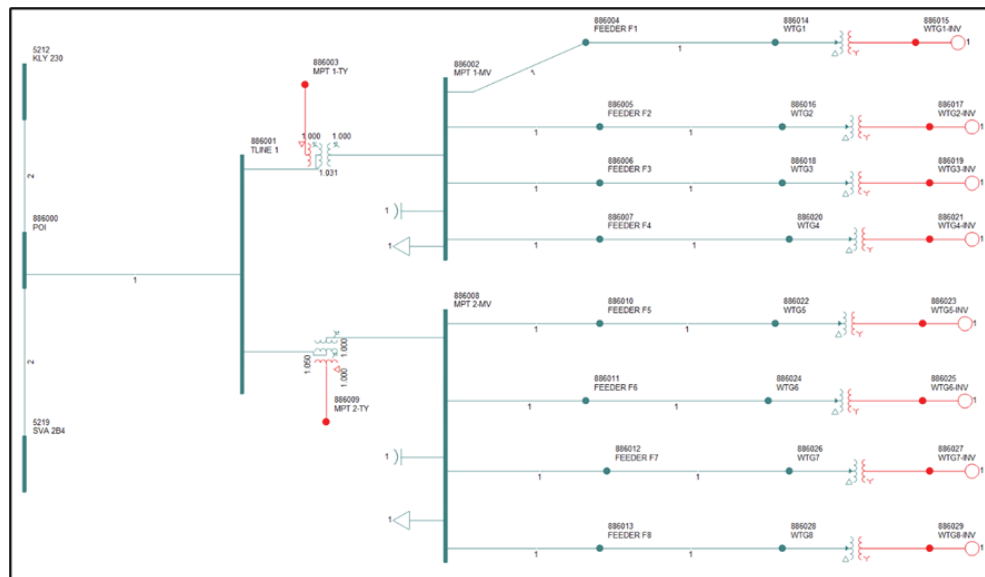 5212
KLY 230
2
886000
POI
2
5219
SVA 2B4
1
886001
TLINE 1
886003
MPT 1-TY
1.000
1.000
1.031
886002
MPT 1-MV
1
1
1
886004
FEEDER F1
1
886014
WTG1
886015
WTG1-INV
1
1
886005
FEEDER F2
1
886016
WTG2
886017
WTG2-INV
1
1
886006
FEEDER F3
1
886018
WTG3
886019
WTG3-INV
1
1
886007
FEEDER F4
1
886020
WTG4
886021
WTG4-INV
1
1.050
1.000
1.000
886009
MPT 2-TY
886008
MPT 2-MV
1
1
1
886010
FEEDER F5
1
886022
WTG5
886023
WTG5-INV
1
1
886011
FEEDER F6
1
886024
WTG6
886025
WTG6-INV
1
1
886012
FEEDER F7
1
886026
WTG7
886027
WTG7-INV
1
1
886013
FEEDER F8
1
886028
WTG8
886029
WTG8-INV
1